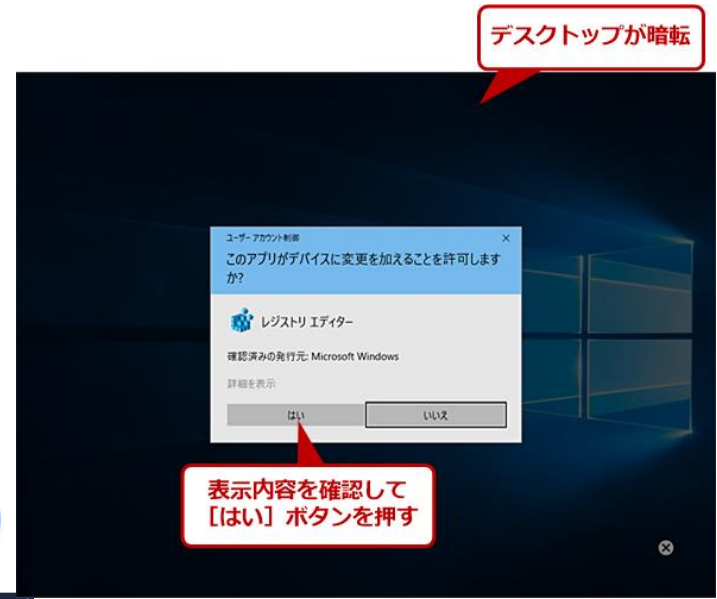 デスクトップが暗転
ユーザー アカウント制御
このアプリがデバイスに変更を加えることを許可します
か?
レジストリ エディター
確認済みの発行元: Microsoft Windows
詳細を表示
はい
いいえ
表示内容を確認して
［はい］ボタンを押す